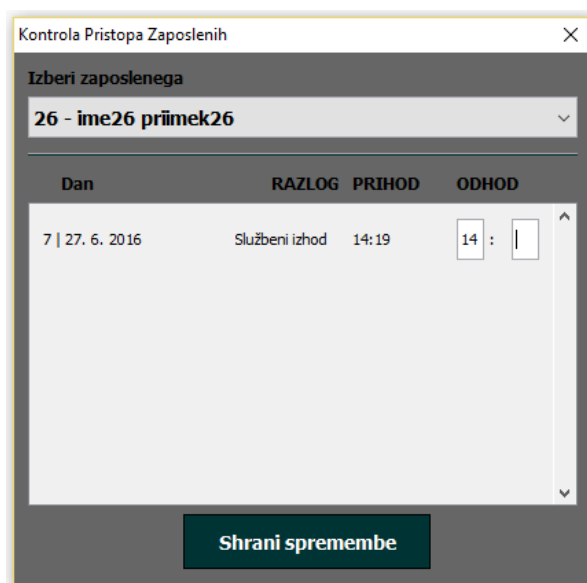 Kontrola Pristopa Zaposlenih
Izberi zaposlenega
26 - ime26 priimek26
Dan RAZLOG PRIHOD ODHOD
7 | 27. 6. 2016 Službeni izhod 14:19 14 :
Shrani spremembe